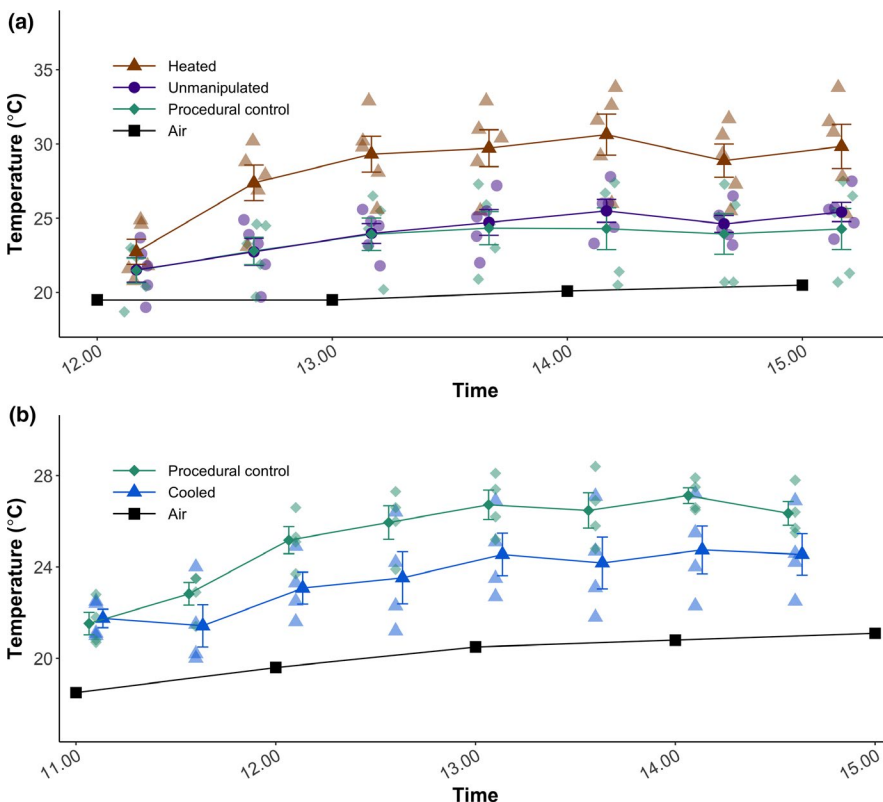 (a)
Temperature (°C)
35
30
25
20
Heated
Unmanipulated
Procedural control
Air
12.00
13.00
14.00
15.00
Time
(b)
Temperature (°C)
28
24
20
Procedural control
Cooled
Air
11.00
12.00
13.00
14.00
15.00
Time